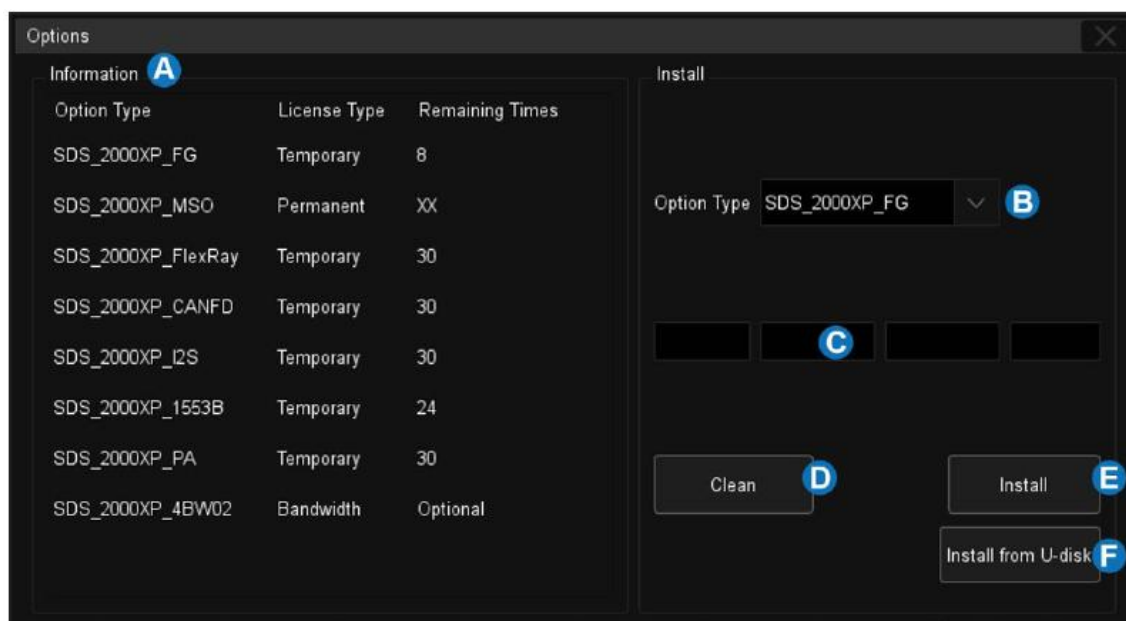 Options
Information A
Install
Option Type License Type Remaining Times
SDS_2000XP_FG Temporary 8
SDS_2000XP_MSO Permanent XX
SDS_2000XP_FlexRay Temporary 30
SDS_2000XP_CANFD Temporary 30
SDS_2000XP_I2S Temporary 30
SDS_2000XP_1553B Temporary 24
SDS_2000XP_PA Temporary 30
SDS_2000XP_4BW02 Bandwidth Optional
Option Type SDS_2000XP_FG B
C
Clean D
Install E
Install from U-disk F